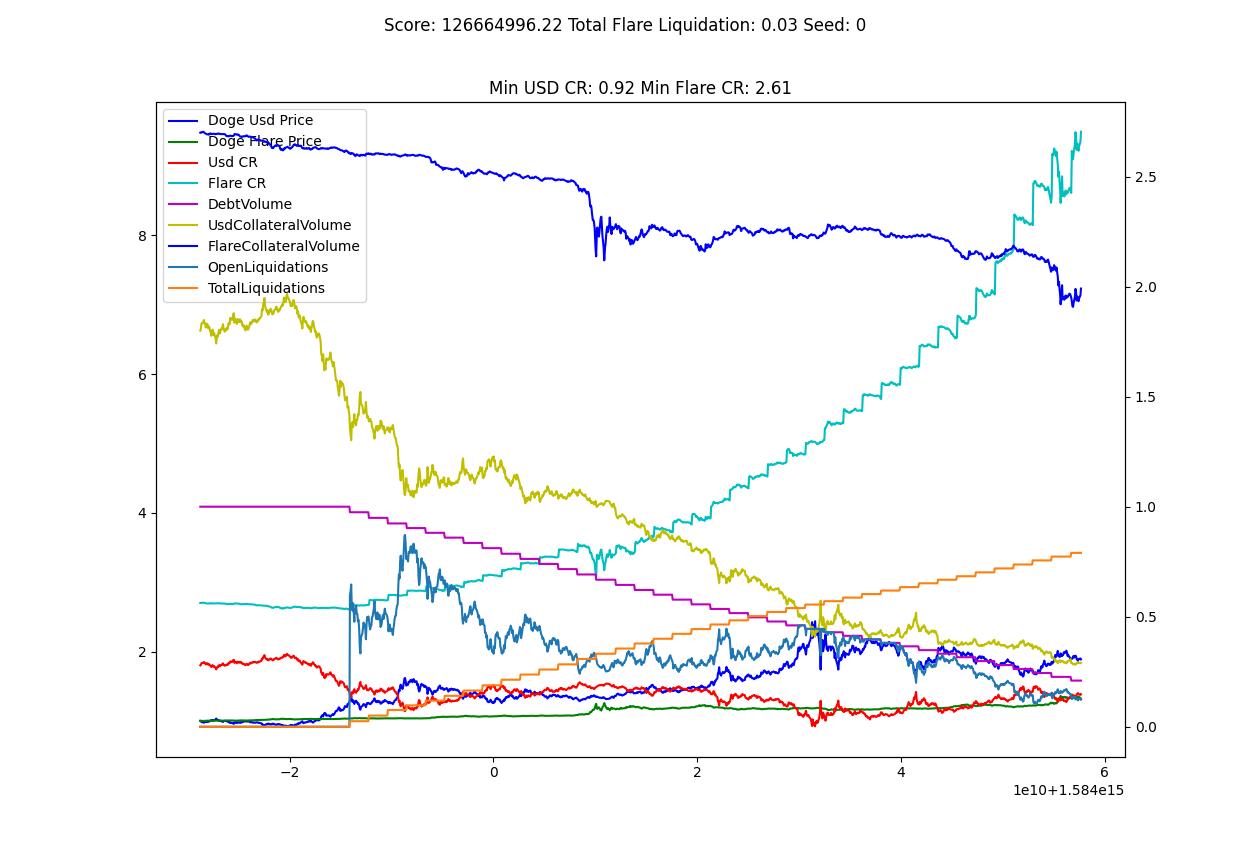 Score: 126664996.22 Total Flare Liquidation: 0.03 Seed: 0
Min USD CR: 0.92 Min Flare CR: 2.61
Doge Usd Price
Doge Flare Price
Usd CR
Flare CR
DebtVolume
UsdCollateralVolume
FlareCollateralVolume
OpenLiquidations
TotalLiquidations
8
6
4
2
2.5
2.0
1.5
1.0
0.5
0.0
−2
0
2
4
6
1e10+1.584e15